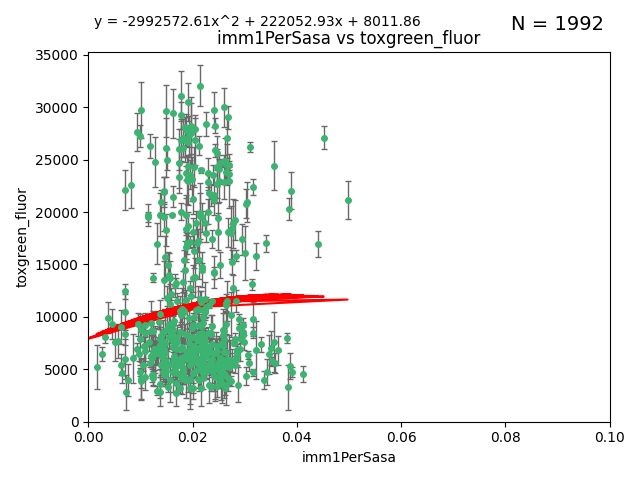 y = -2992572.61x^2 + 222052.93x + 8011.86
N = 1992
imm1PerSasa vs toxgreen_fluor
35000
30000
25000
20000
15000
10000
5000
0
toxgreen_fluor
0.00 0.02 0.04 0.06 0.08 0.10
imm1PerSasa